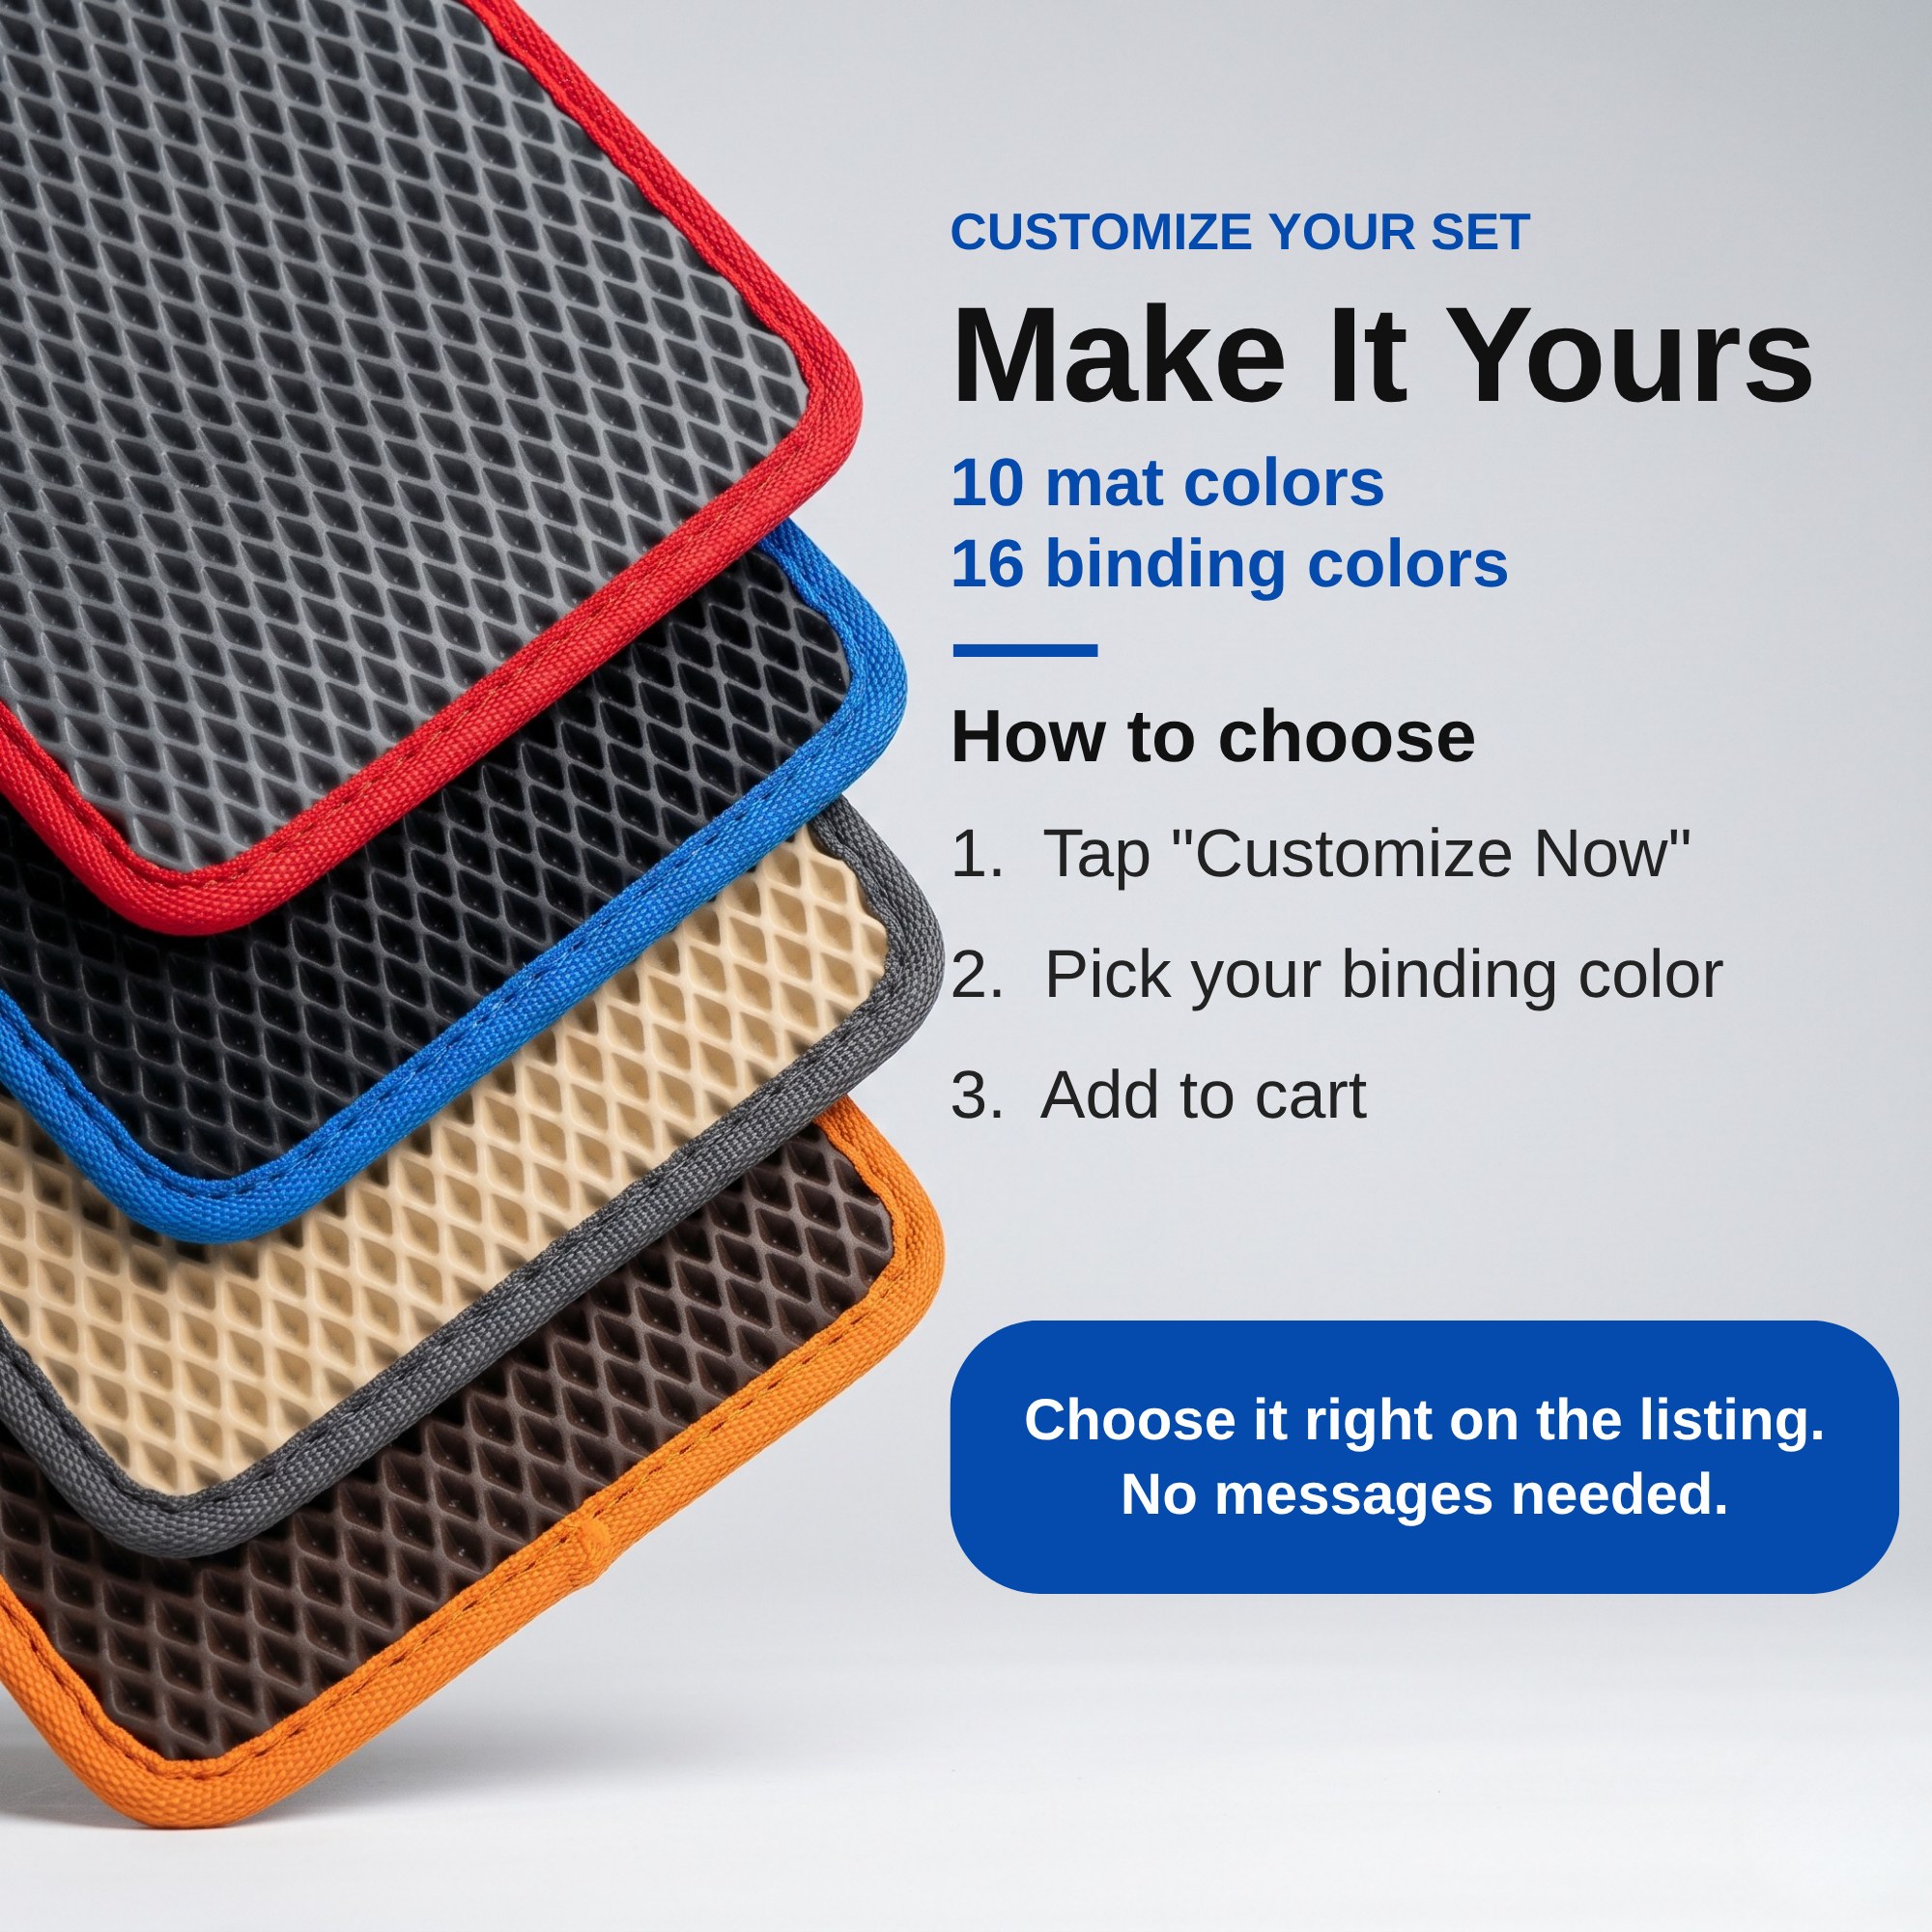 CUSTOMIZE YOUR SET
Make It Yours
10 mat colors
16 binding colors
How to choose
1. Tap "Customize Now"
2. Pick your binding color
3. Add to cart
Choose it right on the listing.
No messages needed.